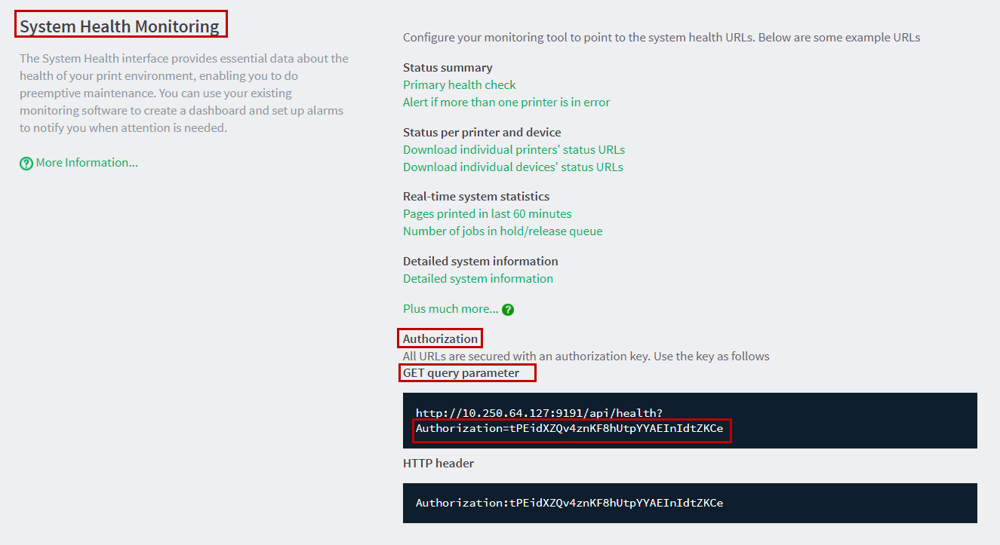 System Health Monitoring
The System Health interface provides essential data about the
health of your print environment, enabling you to do
preemptive maintenance. You can use your existing
monitoring software to create a dashboard and set up alarms
to notify you when attention is needed.
? More Information...
Configure your monitoring tool to point to the system health URLs. Below are some example URLs
Status summary
Primary health check
Alert if more than one printer is in error
Status per printer and device
Download individual printers' status URLs
Download individual devices' status URLs
Real-time system statistics
Pages printed in last 60 minutes
Number of jobs in hold/release queue
Detailed system information
Detailed system information
Plus much more... ?
Authorization
All URLs are secured with an authorization key. Use the key as follows
GET query parameter
http://10.250.64.127:9191/api/health?
Authorization=tPEidXZQv4znKF8hUtpYYAEInIdtZKCe
HTTP header
Authorization:tPEidXZQv4znKF8hUtpYYAEInIdtZKCe